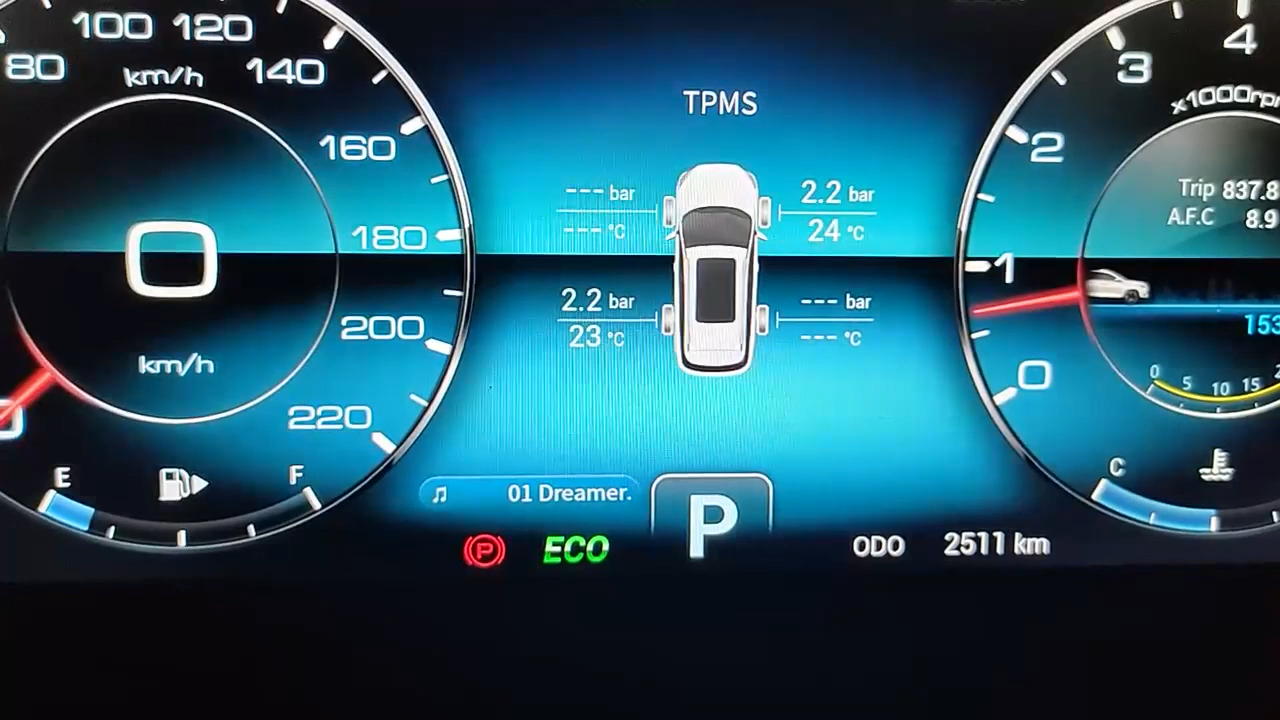 100 120
80 km/h 140
160
180
200
220
0
km/h
E F
TPMS
--- bar
--- °C
2.2 bar
24 °C
2.2 bar
23 °C
--- bar
--- °C
01 Dreamer.
P
P ECO
ODO 2511 km
4
3
x1000rp
2
1
0
Trip 837.8
A.F.C 8.9
153
0 5 10 15 2
C